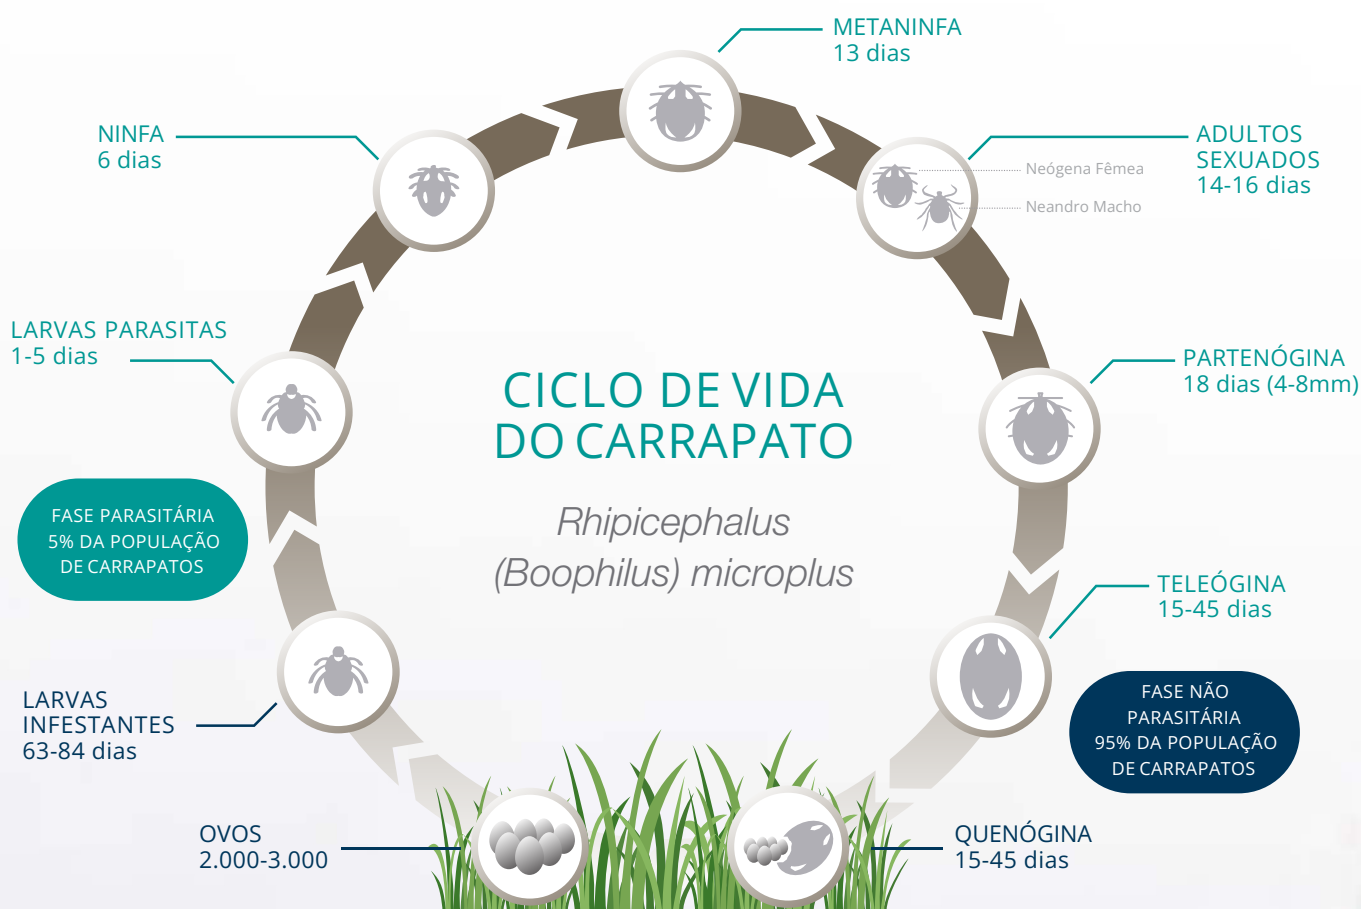 METANINFA
13 dias
NINFA
6 dias
ADULTOS
SEXUADOS
14-16 dias
Neógena Fêmea
Neandro Macho
LARVAS PARASITAS
1-5 dias
PARTENÓGINA
18 dias (4-8mm)
CICLO DE VIDA
DO CARRAPATO
Rhipicephalus
(Boophilus) microplus
FASE PARASITÁRIA
5% DA POPULAÇÃO
DE CARRAPATOS
TELEÓGINA
15-45 dias
LARVAS
INFESTANTES
63-84 dias
FASE NÃO
PARASITÁRIA
95% DA POPULAÇÃO
DE CARRAPATOS
OVOS
2.000-3.000
QUENÓGINA
15-45 dias